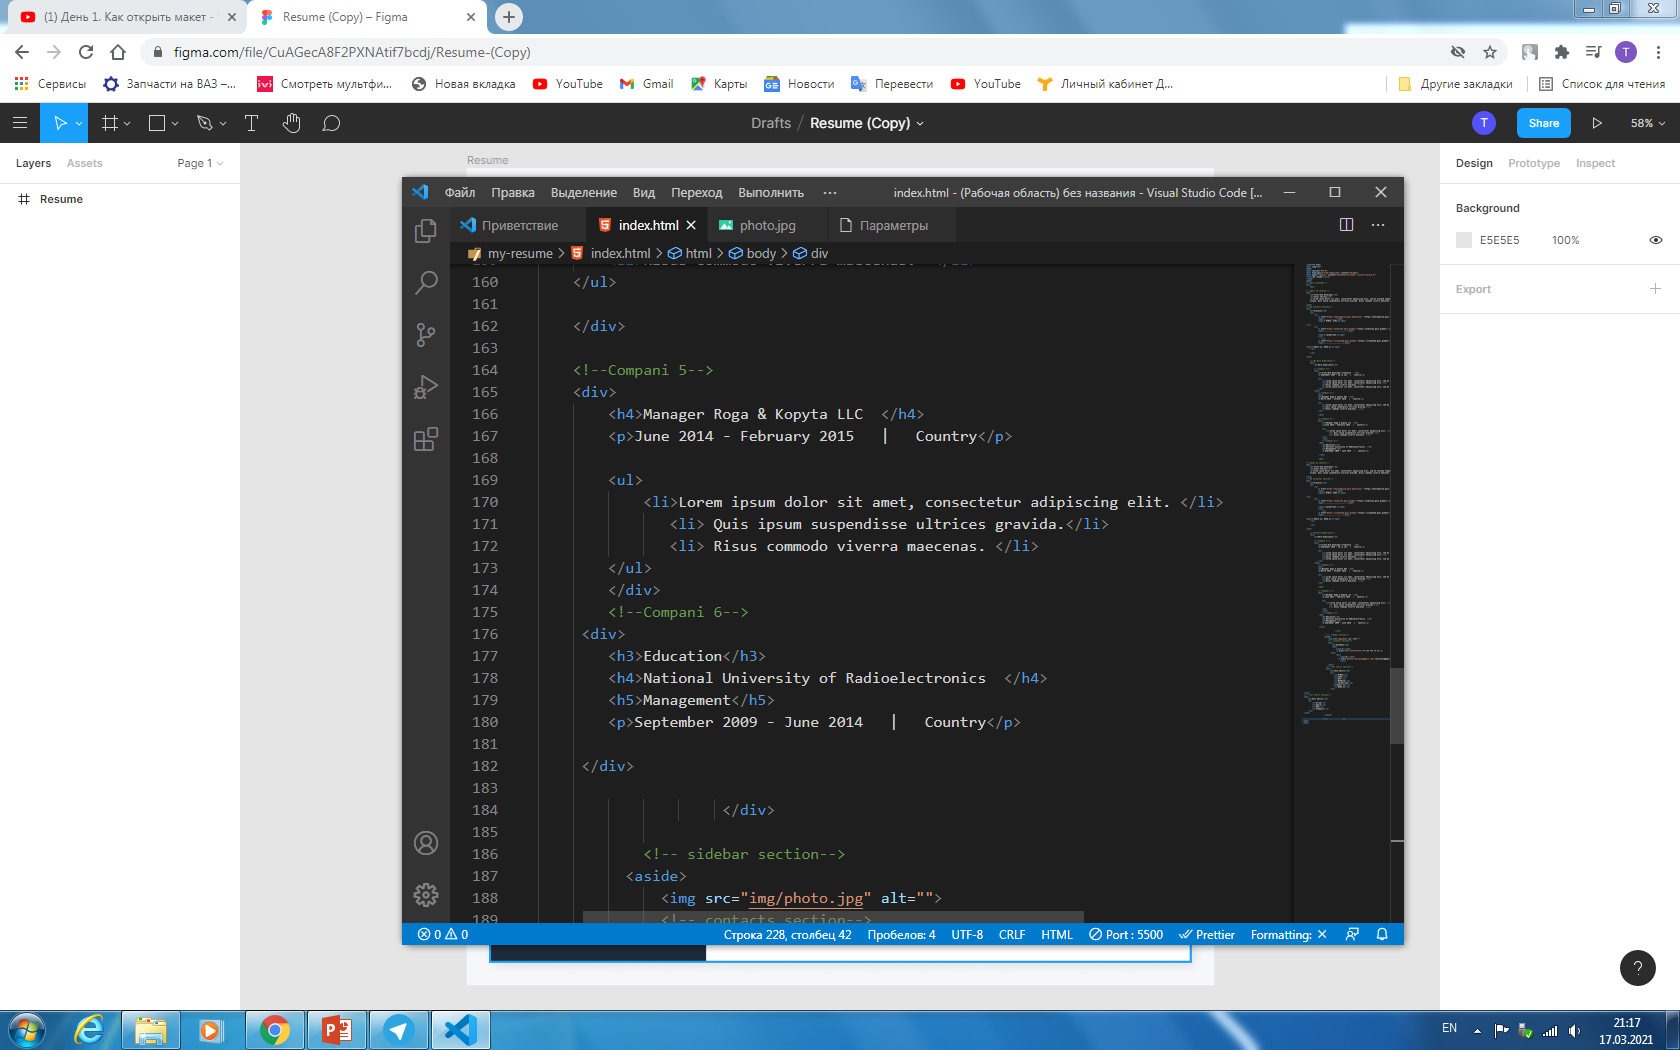 (1) День 1. Как открыть макет -
Resume (Copy) – Figma
figma.com/file/CuAGecA8F2PXNAtif7bcdj/Resume-(Copy)
T
Сервисы
Запчасти на ВАЗ –...
ivi
Смотреть мультфи...
Новая вкладка
YouTube
Gmail
Карты
Новости
Перевести
YouTube
Личный кабинет Д...
Другие закладки
Список для чтения
Drafts / Resume (Copy)
T
Share
58%
Layers
Assets
Page 1
Resume
Resume
Design
Prototype
Inspect
Background
E5E5E5
100%
Export
Файл Правка Выделение Вид Переход Выполнить ...
index.html - (Рабочая область) без названия - Visual Studio Code [...
Приветствие
index.html
photo.jpg
Параметры
my-resume > index.html > html > body > div
160 </ul>
161
162 </div>
163
164 <!--Compani 5-->
165 <div>
166 <h4>Manager Roga & Kopyta LLC  </h4>
167 <p>June 2014 - February 2015   |   Country</p>
168
169 <ul>
170 <li>Lorem ipsum dolor sit amet, consectetur adipiscing elit. </li>
171 <li> Quis ipsum suspendisse ultrices gravida.</li>
172 <li> Risus commodo viverra maecenas. </li>
173 </ul>
174 </div>
175 <!--Compani 6-->
176 <div>
177 <h3>Education</h3>
178 <h4>National University of Radioelectronics  </h4>
179 <h5>Management</h5>
180 <p>September 2009 - June 2014   |   Country</p>
181
182 </div>
183
184 </div>
185
186 <!-- sidebar section-->
187 <aside>
188 <img src="img/photo.jpg" alt="">
189 <!-- contacts section-->
0 0
Строка 228, столбец 42
Пробелов: 4
UTF-8
CRLF
HTML
Port : 5500
Prettier
Formatting: ✕
?
EN
21:17
17.03.2021